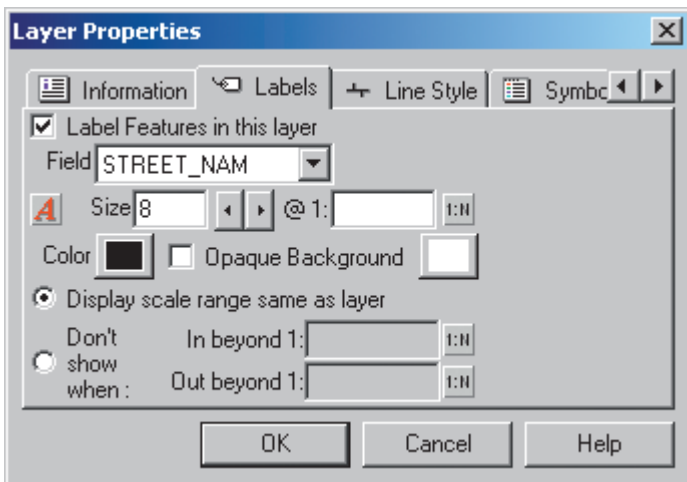 Layer Properties
Information Labels Line Style Symbo
Label Features in this layer
Field STREET_NAM
A Size 8 @ 1: 1:N
Color Opaque Background
Display scale range same as layer
Don't show when :
In beyond 1: 1:N
Out beyond 1: 1:N
OK Cancel Help